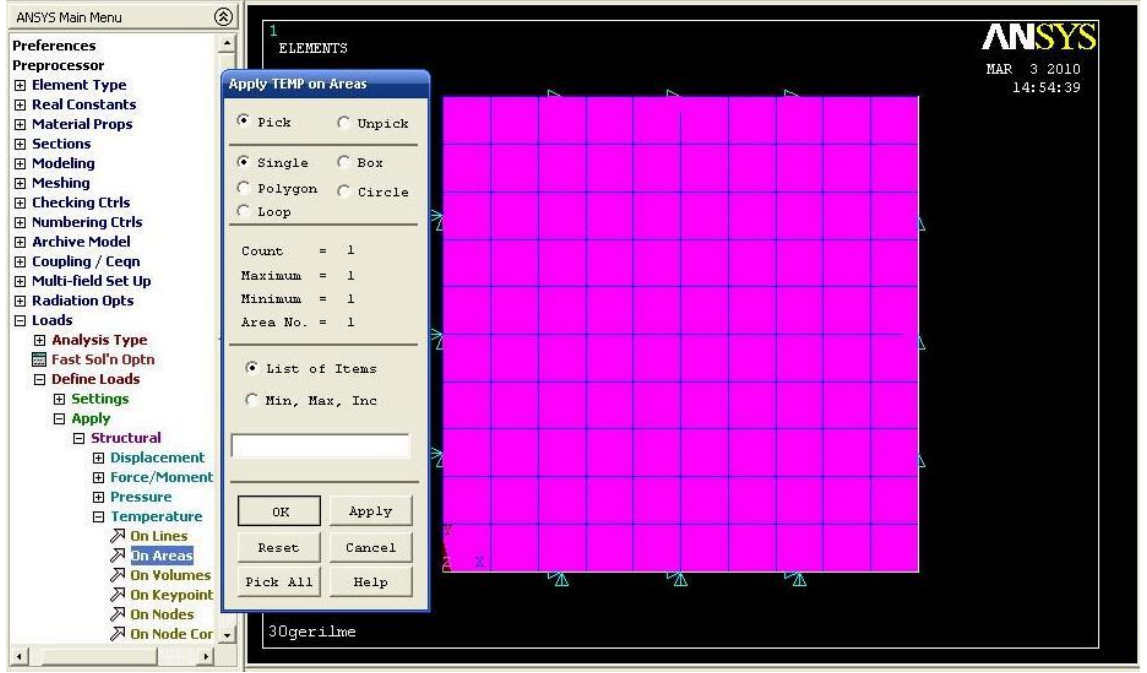 ANSYS Main Menu
Preferences
Preprocessor
Element Type
Real Constants
Material Props
Sections
Modeling
Meshing
Checking Ctrls
Numbering Ctrls
Archive Model
Coupling / Ceqn
Multi-field Set Up
Radiation Opts
Loads
Analysis Type
Fast Sol'n Optn
Define Loads
Settings
Apply
Structural
Displacement
Force/Moment
Pressure
Temperature
On Lines
On Areas
On Volumes
On Keypoint
On Nodes
On Node Cor
Apply TEMP on Areas
Pick Unpick
Single Box
Polygon Circle
Loop
Count = 1
Maximum = 1
Minimum = 1
Area No. = 1
List of Items
Min, Max, Inc
OK Apply
Reset Cancel
Pick All Help
1
ELEMENTS
ANSYS
MAR 3 2010
14:54:39
Y
Z X
3Ogerilme